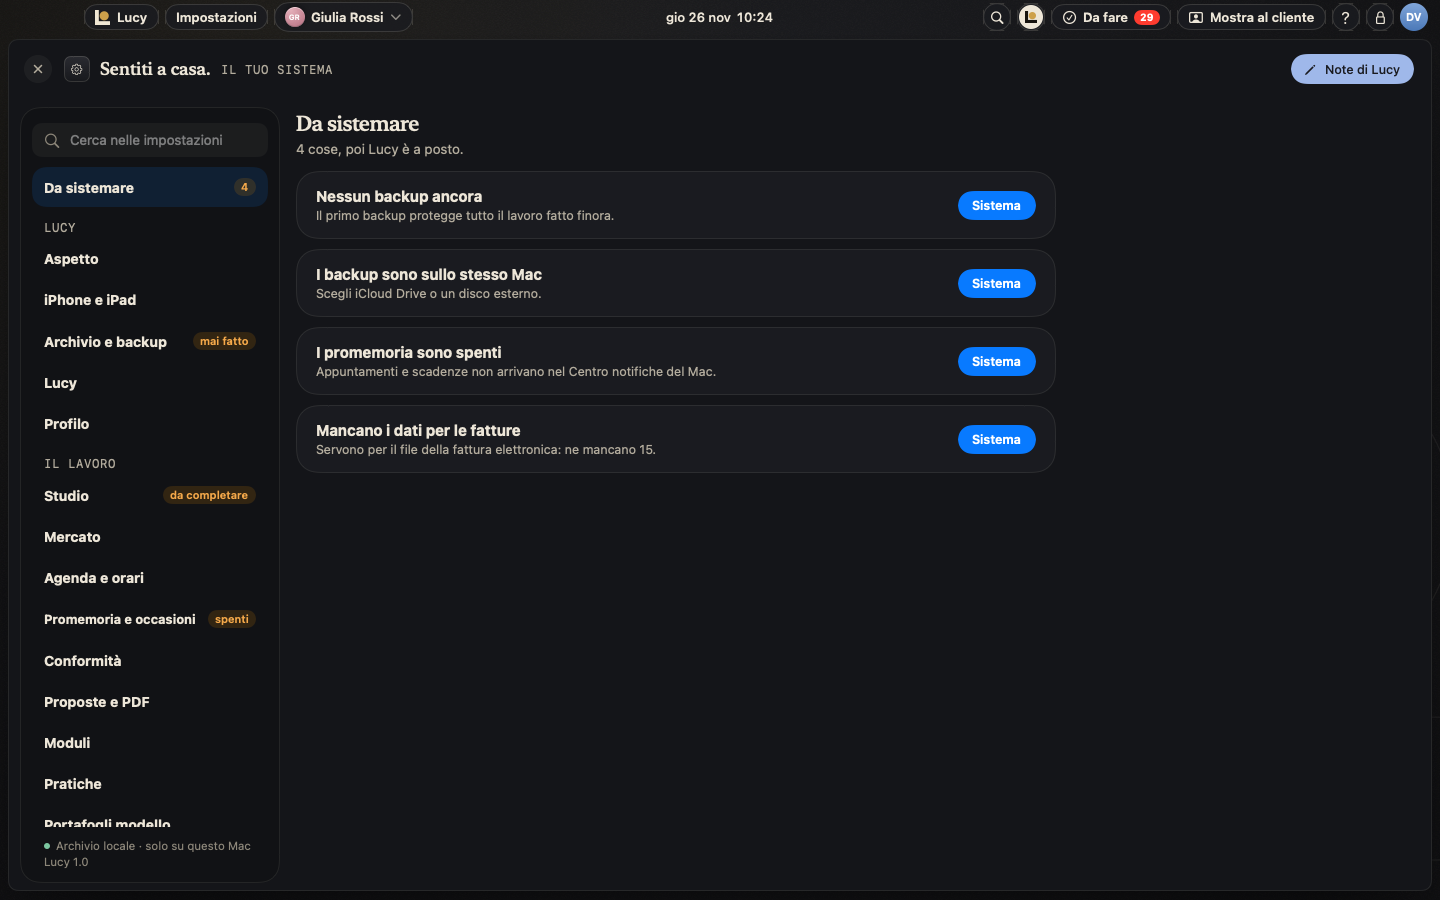 Lucy
Impostazioni
GR Giulia Rossi
gio 26 nov 10:24
Da fare 29
Mostra al cliente
?
DV
Sentiti a casa. IL TUO SISTEMA
Note di Lucy
Cerca nelle impostazioni
Da sistemare 4
LUCY
Aspetto
iPhone e iPad
Archivio e backup mai fatto
Lucy
Profilo
IL LAVORO
Studio da completare
Mercato
Agenda e orari
Promemoria e occasioni spenti
Conformità
Proposte e PDF
Moduli
Pratiche
Portafogli modello
Archivio locale · solo su questo Mac
Lucy 1.0
Da sistemare
4 cose, poi Lucy è a posto.
Nessun backup ancora
Il primo backup protegge tutto il lavoro fatto finora.
Sistema
I backup sono sullo stesso Mac
Scegli iCloud Drive o un disco esterno.
Sistema
I promemoria sono spenti
Appuntamenti e scadenze non arrivano nel Centro notifiche del Mac.
Sistema
Mancano i dati per le fatture
Servono per il file della fattura elettronica: ne mancano 15.
Sistema